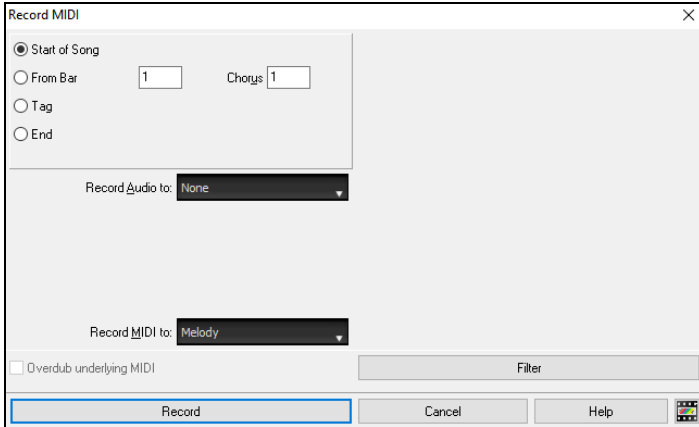 Record MIDI
Start of Song
From Bar 1 Chorus 1
Tag
End
Record Audio to: None
Record MIDI to: Melody
Overdub underlying MIDI Filter
Record Cancel Help